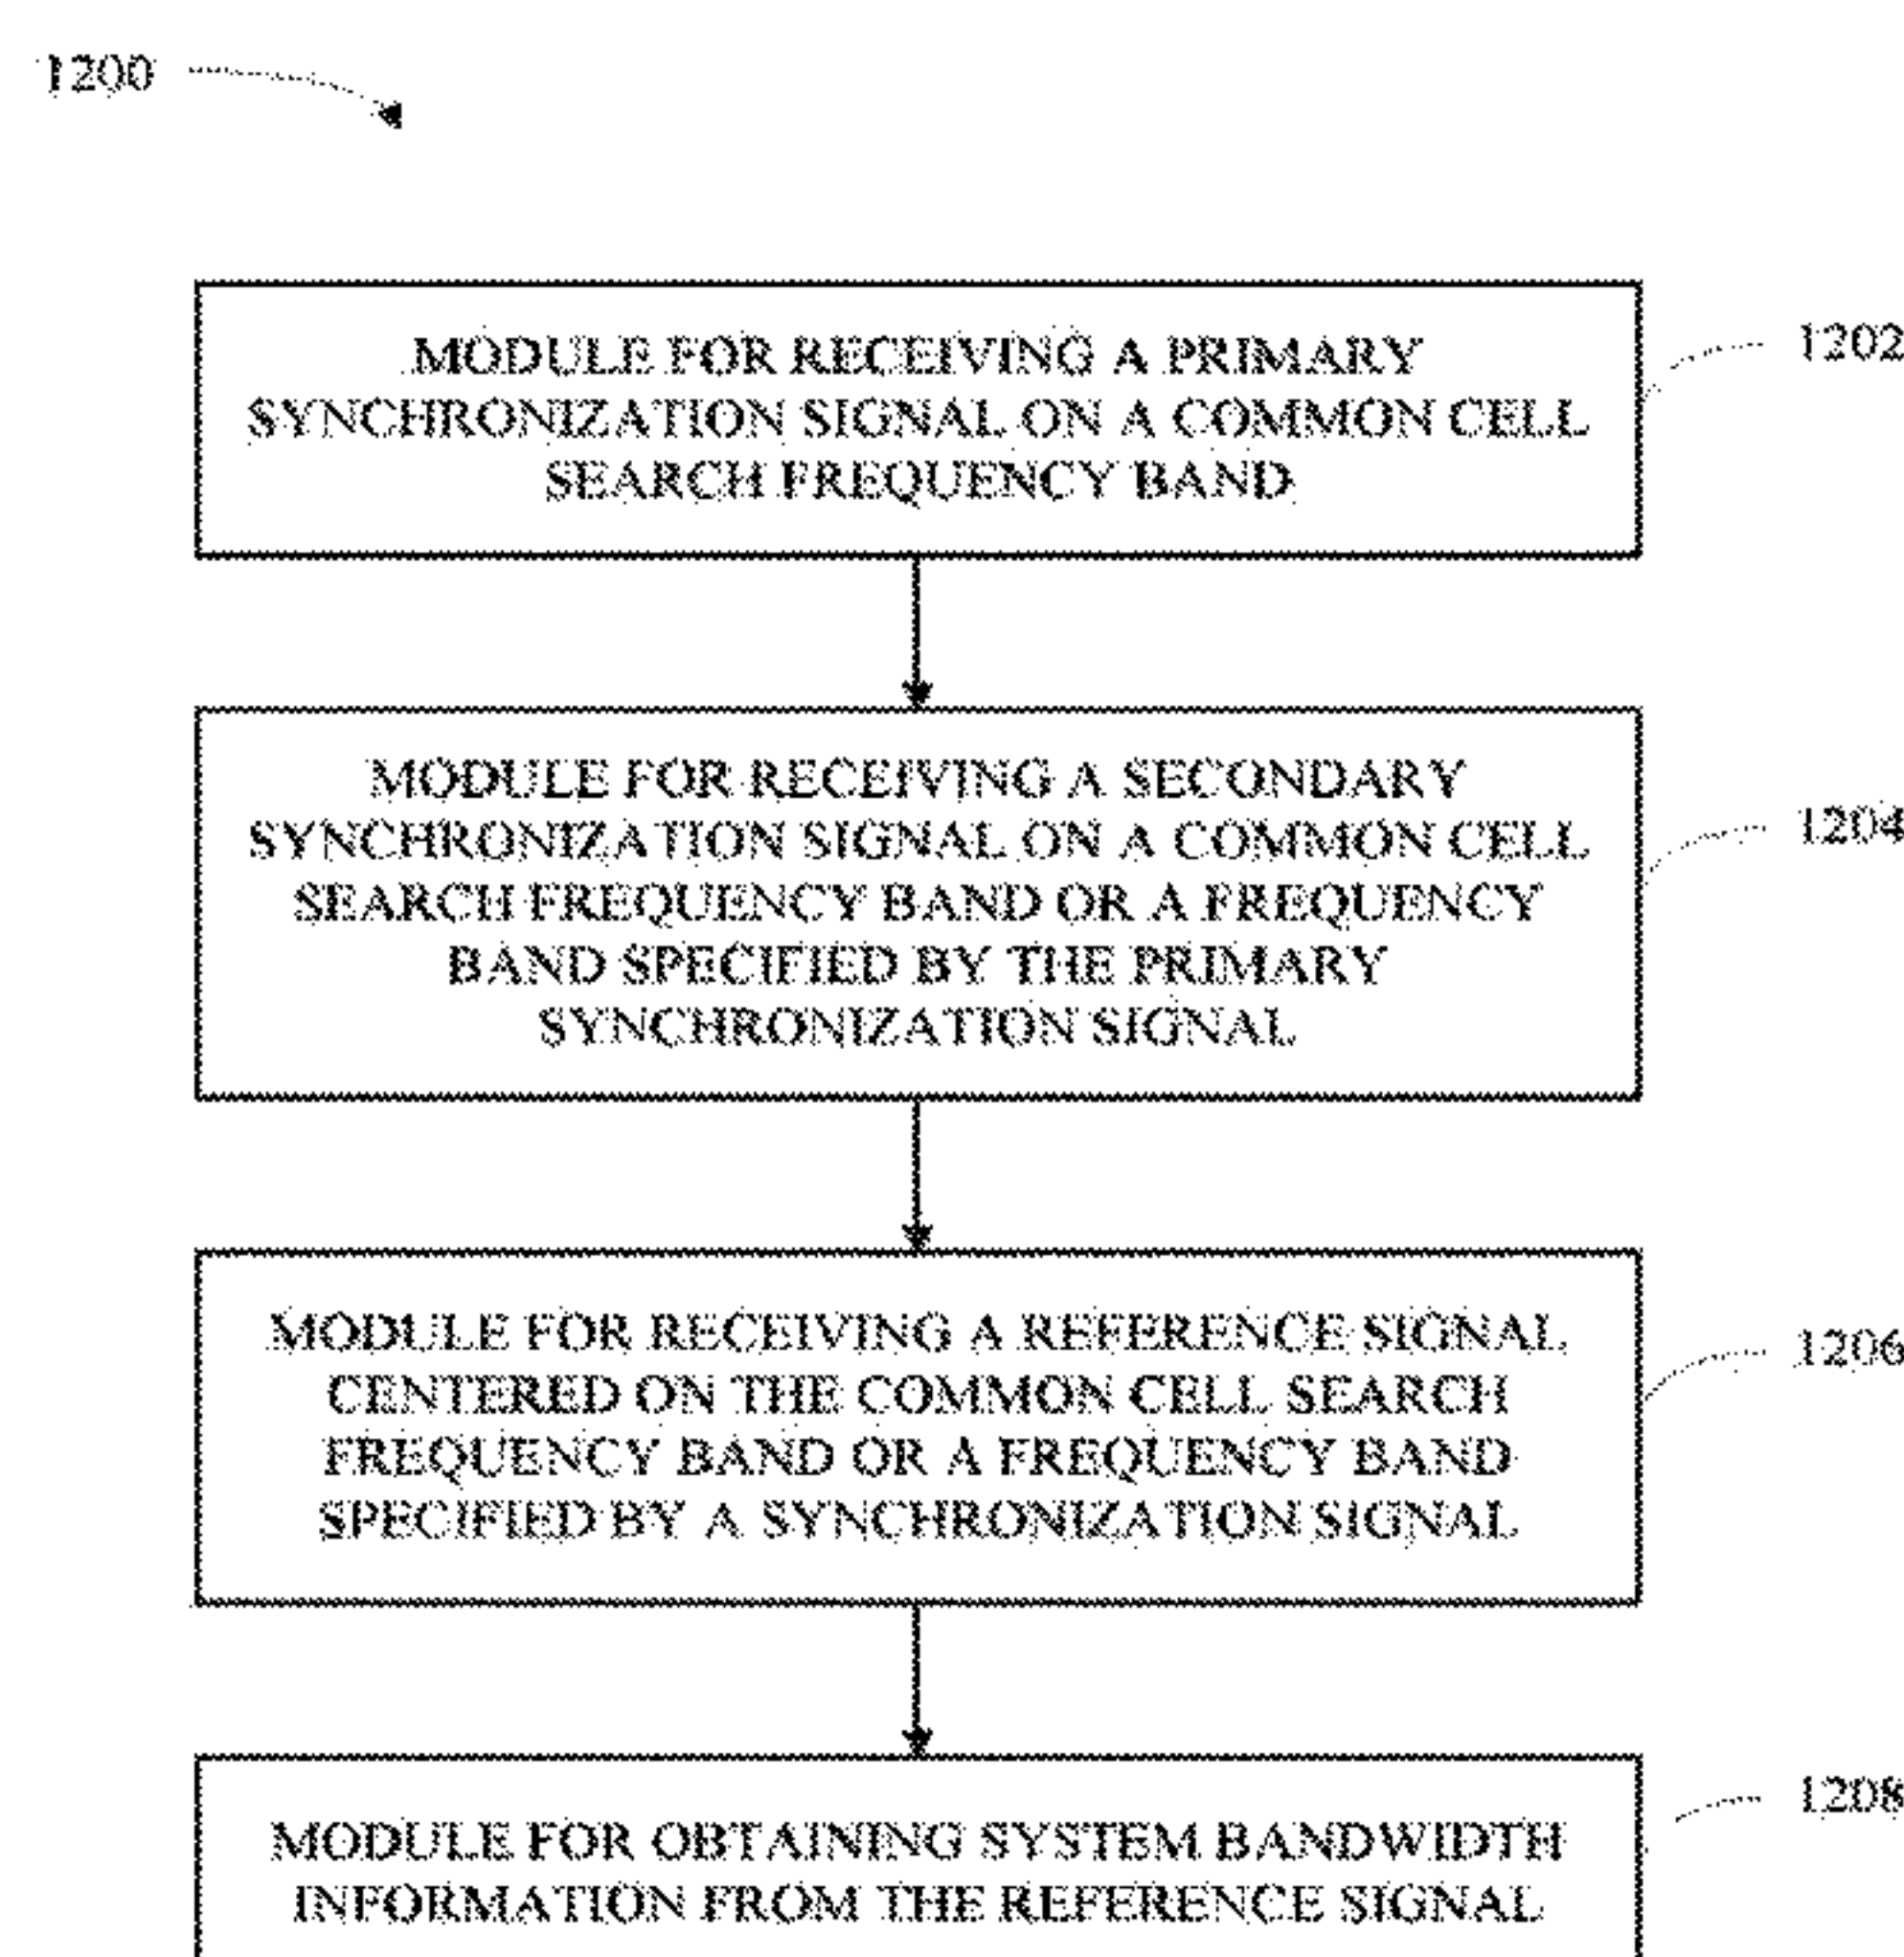 1200
MODULE FOR RECEIVING A PRIMARY
SYNCHRONIZATION SIGNAL ON A COMMON CELL
SEARCH FREQUENCY BAND
1202
MODULE FOR RECEIVING A SECONDARY
SYNCHRONIZATION SIGNAL ON A COMMON CELL
SEARCH FREQUENCY BAND OR A FREQUENCY
BAND SPECIFIED BY THE PRIMARY
SYNCHRONIZATION SIGNAL
1204
MODULE FOR RECEIVING A REFERENCE SIGNAL
CENTERED ON THE COMMON CELL SEARCH
FREQUENCY BAND OR A FREQUENCY BAND
SPECIFIED BY A SYNCHRONIZATION SIGNAL
1206
MODULE FOR OBTAINING SYSTEM BANDWIDTH
INFORMATION FROM THE REFERENCE SIGNAL
1208